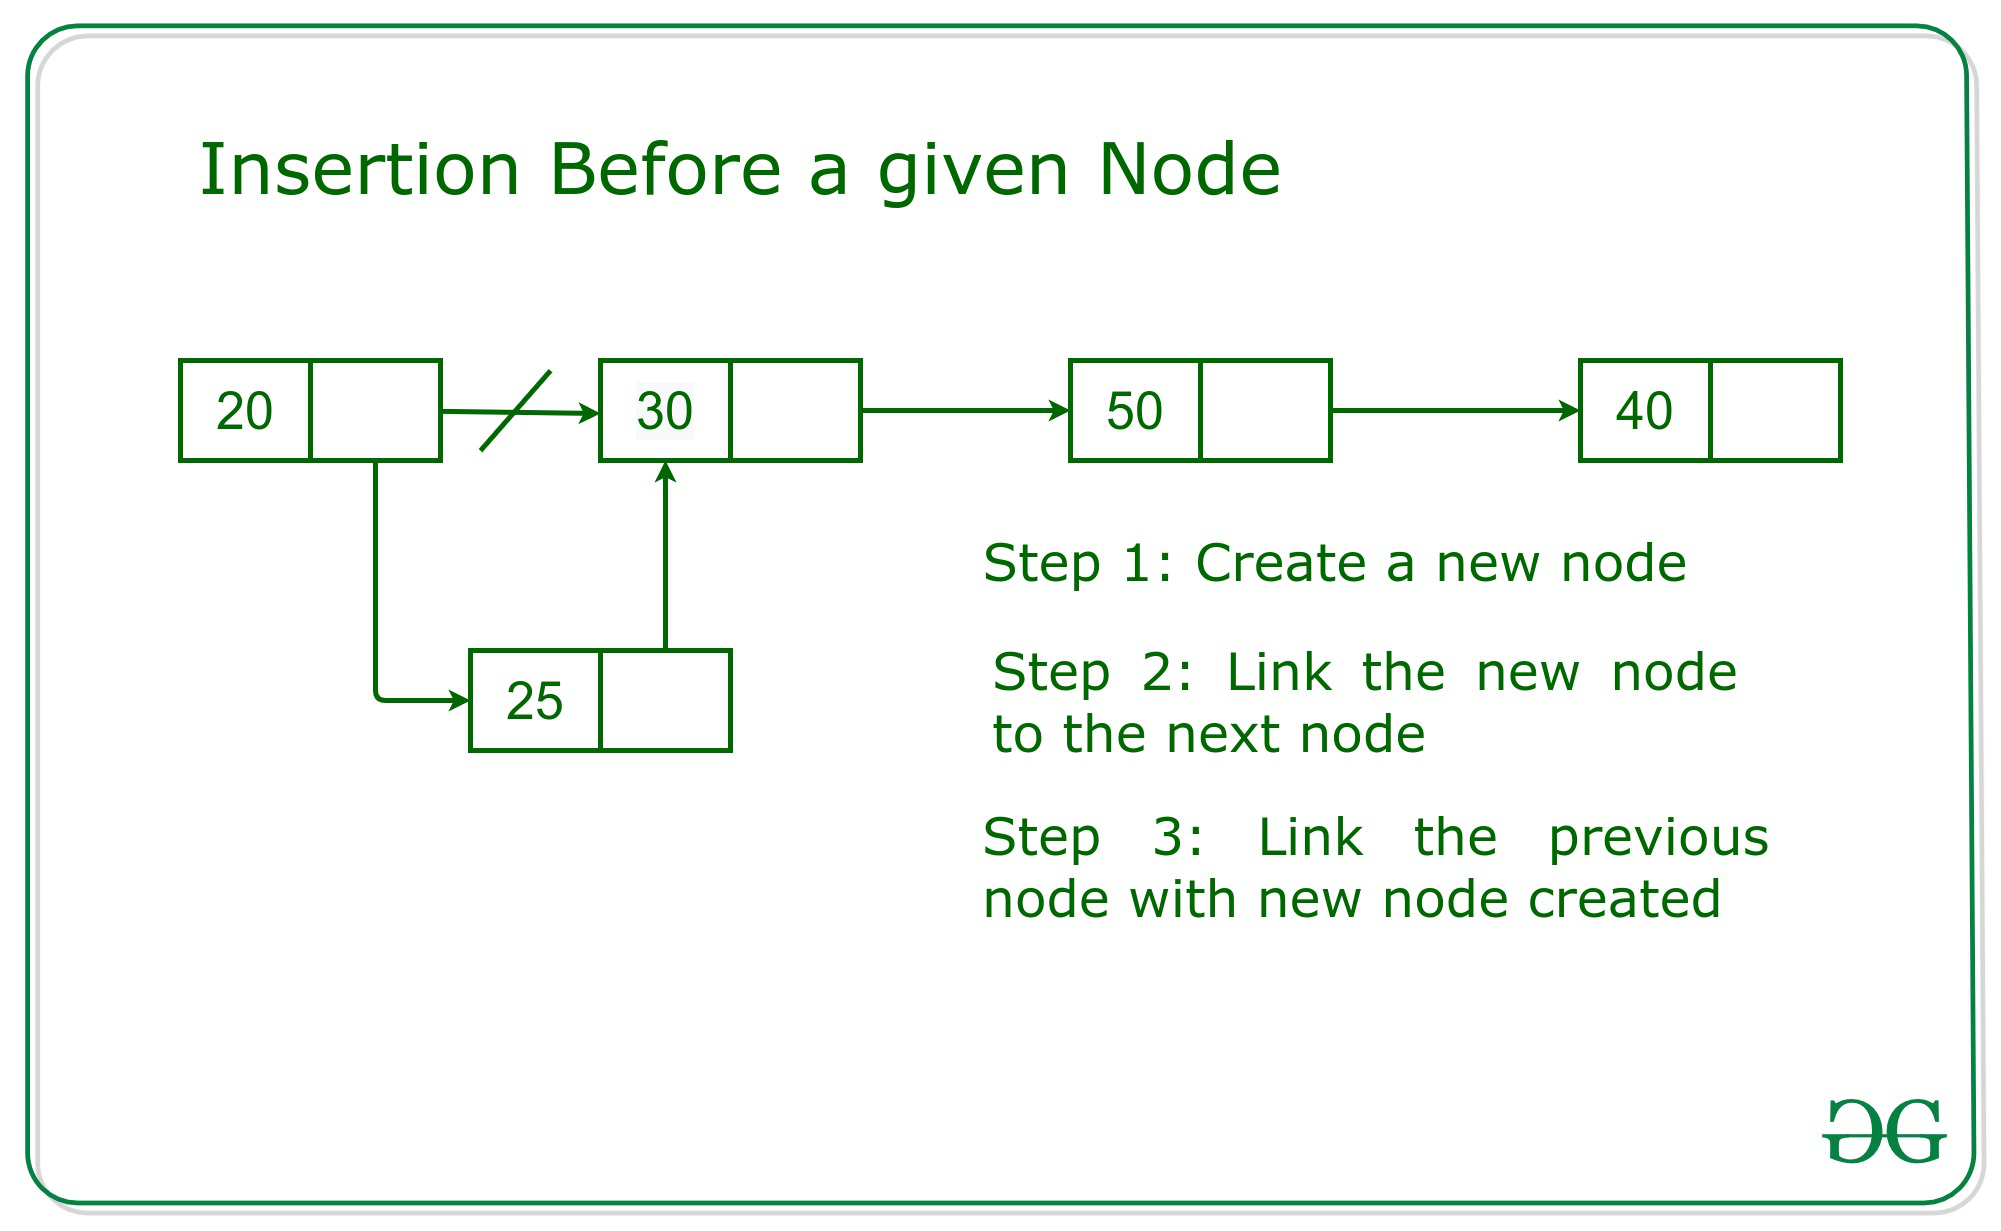 Insertion Before a given Node
20 30 50 40
25
Step 1: Create a new node
Step 2: Link the new node
to the next node
Step 3: Link the previous
node with new node created
GG